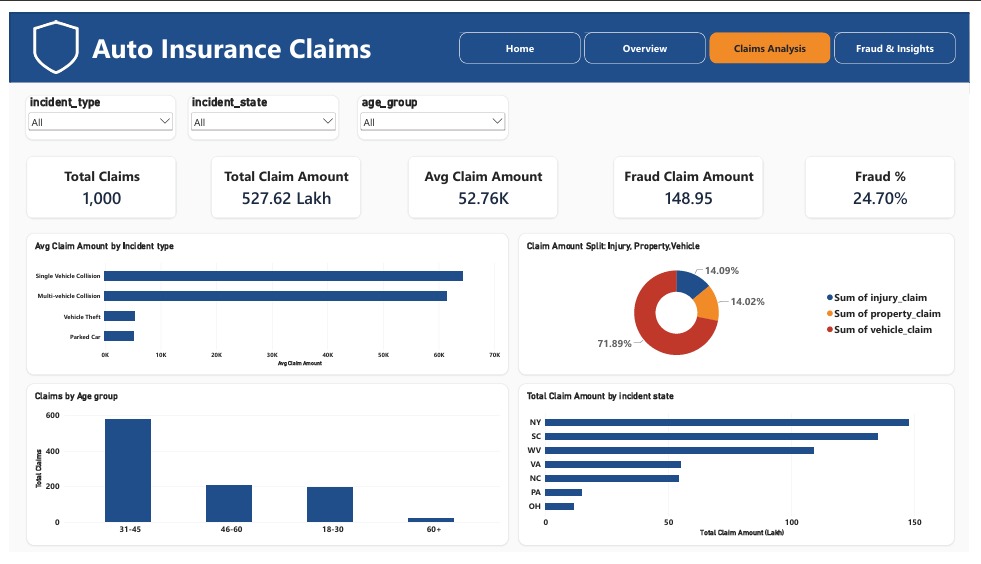 Auto Insurance Claims
Home
Overview
Claims Analysis
Fraud & Insights
incident_type
All
incident_state
All
age_group
All
Total Claims
1,000
Total Claim Amount
527.62 Lakh
Avg Claim Amount
52.76K
Fraud Claim Amount
148.95
Fraud %
24.70%
Avg Claim Amount by Incident type
Single Vehicle Collision
Multi-vehicle Collision
Vehicle Theft
Parked Car
0K 10K 20K 30K 40K 50K 60K 70K
Avg Claim Amount
Claim Amount Split: Injury, Property,Vehicle
14.09%
14.02%
71.89%
Sum of injury_claim
Sum of property_claim
Sum of vehicle_claim
Claims by Age group
Total Claims
600
400
200
0
31-45 46-60 18-30 60+
Total Claim Amount by incident state
NY
SC
WV
VA
NC
PA
OH
0 50 100 150
Total Claim Amount (Lakh)